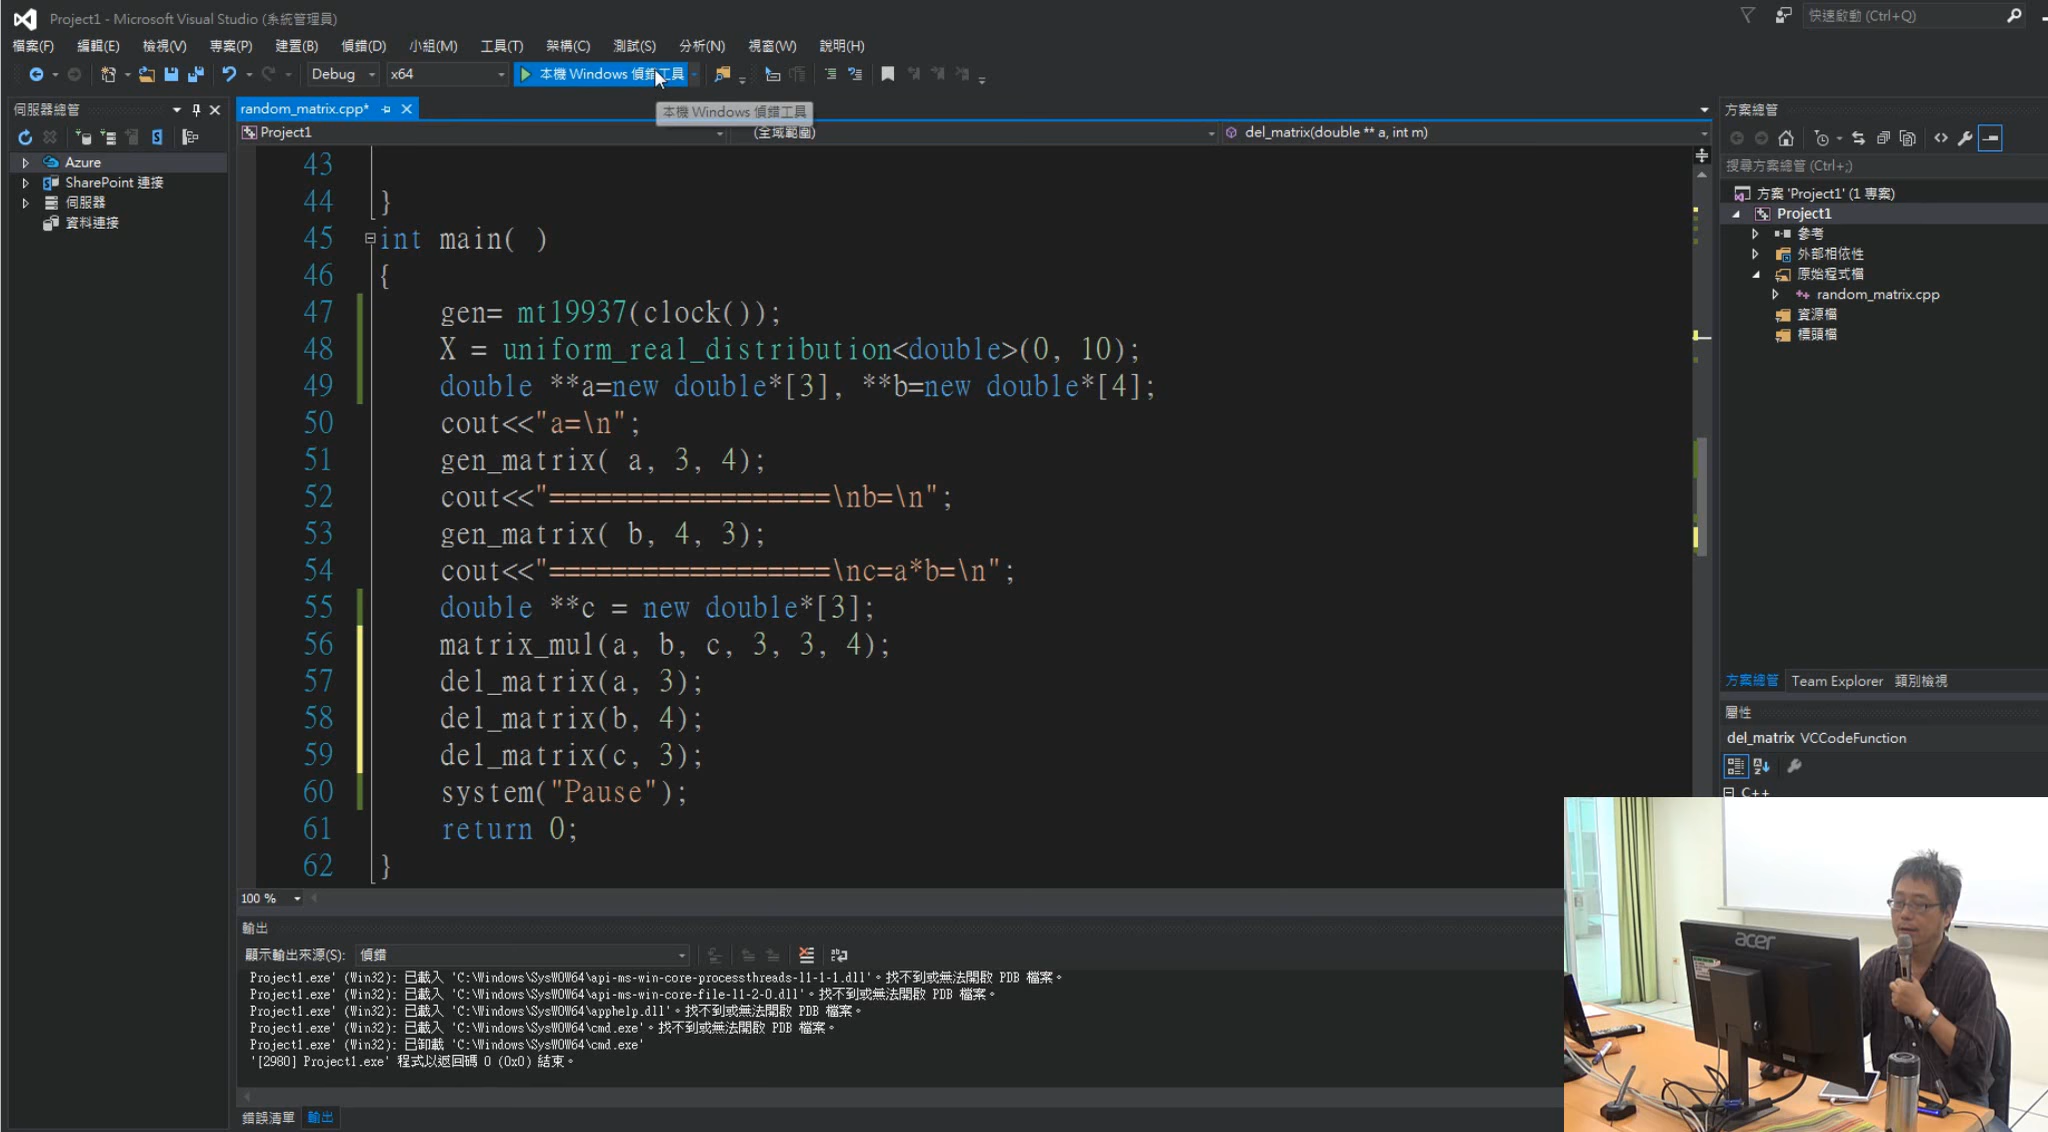 Project1 - Microsoft Visual Studio (系統管理員)
快速啟動 (Ctrl+Q)
檔案(F) 編輯(E) 檢視(V) 專案(P) 建置(B) 偵錯(D) 小組(M) 工具(T) 架構(C) 測試(S) 分析(N) 視窗(W) 說明(H)
Debug x64 本機 Windows 偵錯工具
伺服器總管
random_matrix.cpp*
本機 Windows 偵錯工具
方案總管
Project1 (全域範圍) del_matrix(double ** a, int m)
Azure
SharePoint 連接
伺服器
資料連接
搜尋方案總管 (Ctrl+;)
方案 'Project1' (1 專案)
Project1
參考
外部相依性
原始程式檔
random_matrix.cpp
資源檔
標頭檔
43
44 }
45 int main( )
46 {
47 gen= mt19937(clock());
48 X = uniform_real_distribution<double>(0, 10);
49 double **a=new double*[3], **b=new double*[4];
50 cout<<"a=\n";
51 gen_matrix( a, 3, 4);
52 cout<<"==================\nb=\n";
53 gen_matrix( b, 4, 3);
54 cout<<"==================\nc=a*b=\n";
55 double **c = new double*[3];
56 matrix_mul(a, b, c, 3, 3, 4);
57 del_matrix(a, 3);
58 del_matrix(b, 4);
59 del_matrix(c, 3);
60 system("Pause");
61 return 0;
62 }
方案總管 Team Explorer 類別檢視
屬性
del_matrix VCCodeFunction
C++
100 %
輸出
顯示輸出來源(S): 偵錯
Project1.exe' (Win32): 已載入 'C:\Windows\SysWOW64\api-ms-win-core-processthreads-l1-1-1.dll'。找不到或無法開啟 PDB 檔案。
Project1.exe' (Win32): 已載入 'C:\Windows\SysWOW64\api-ms-win-core-file-l1-2-0.dll'。找不到或無法開啟 PDB 檔案。
Project1.exe' (Win32): 已載入 'C:\Windows\SysWOW64\apphelp.dll'。找不到或無法開啟 PDB 檔案。
Project1.exe' (Win32): 已載入 'C:\Windows\SysWOW64\cmd.exe'。找不到或無法開啟 PDB 檔案。
Project1.exe' (Win32): 已卸載 'C:\Windows\SysWOW64\cmd.exe'
'[2980] Project1.exe' 程式以返回碼 0 (0x0) 結束。
錯誤清單 輸出
acer